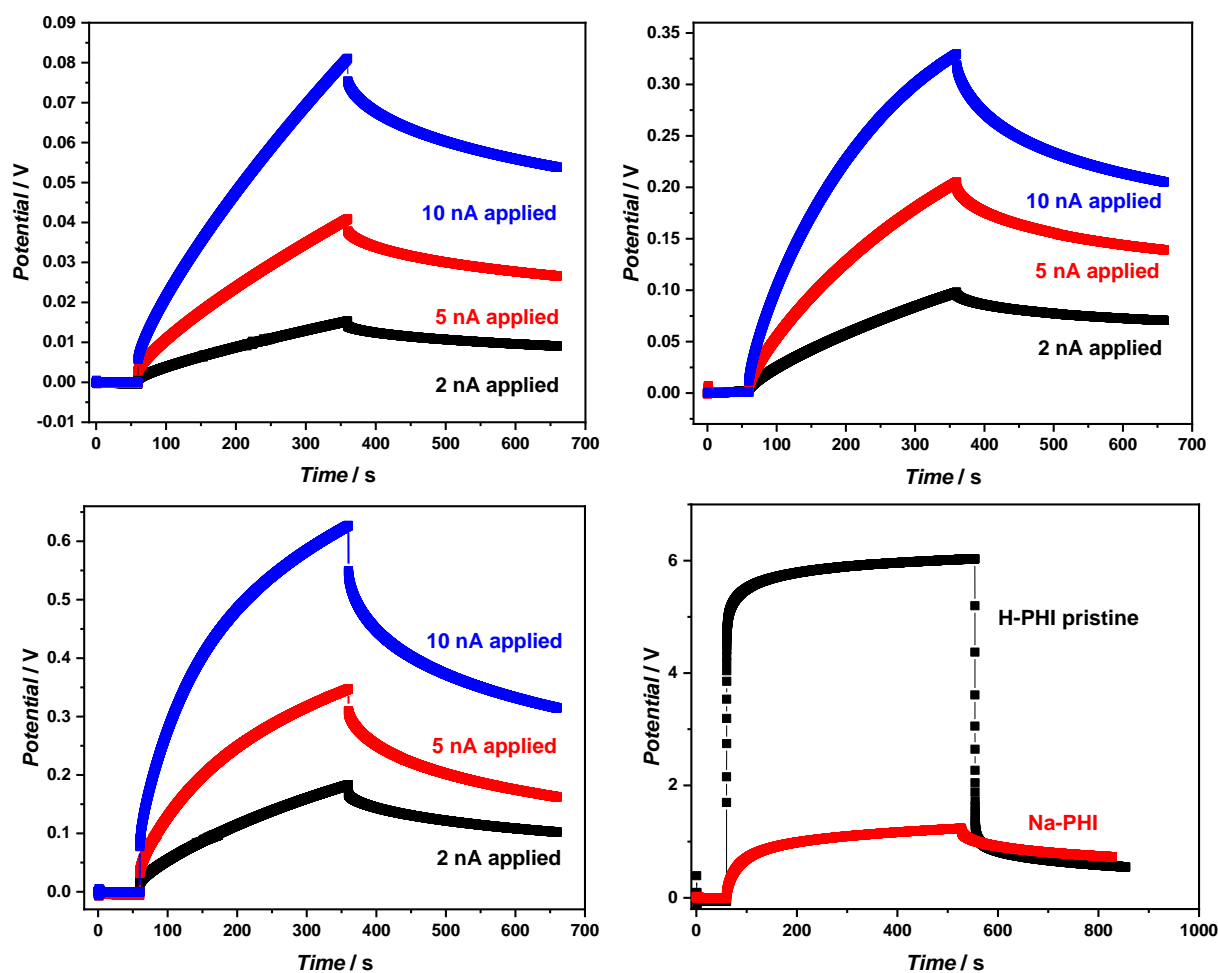 0.09
0.08
0.07
0.06
0.05
0.04
0.03
0.02
0.01
0.00
-0.01
Potential / V
10 nA applied
5 nA applied
2 nA applied
0 100 200 300 400 500 600 700
Time / s
0.35
0.30
0.25
0.20
0.15
0.10
0.05
0.00
Potential / V
10 nA applied
5 nA applied
2 nA applied
0 100 200 300 400 500 600 700
Time / s
0.6
0.5
0.4
0.3
0.2
0.1
0.0
Potential / V
10 nA applied
5 nA applied
2 nA applied
0 100 200 300 400 500 600 700
Time / s
6
4
2
0
Potential / V
H-PHI pristine
Na-PHI
0 200 400 600 800 1000
Time / s